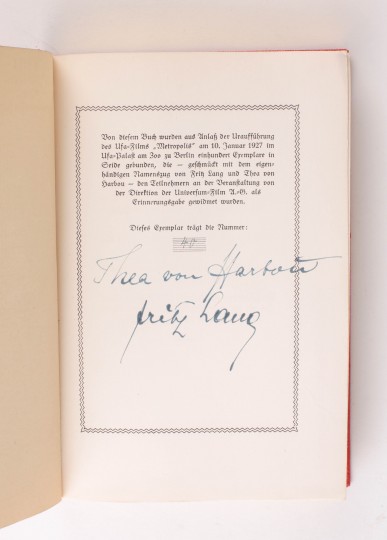 Von diesem Buch wurden aus Anlaß der Uraufführung
des Ufa-Films „Metropolis“ am 10. Januar 1927 im
Ufa-Palast am Zoo zu Berlin einhundert Exemplare in
Seide gebunden, die — geschmückt mit dem eigen-
händigen Namenszug von Fritz Lang und Thea von
Harbou — den Teilnehmern an der Veranstaltung von
der Direktion der Universum-Film A.-G. als
Erinnerungsgabe gewidmet wurden.
Dieses Exemplar trägt die Nummer:
Thea von Harbou
Fritz Lang